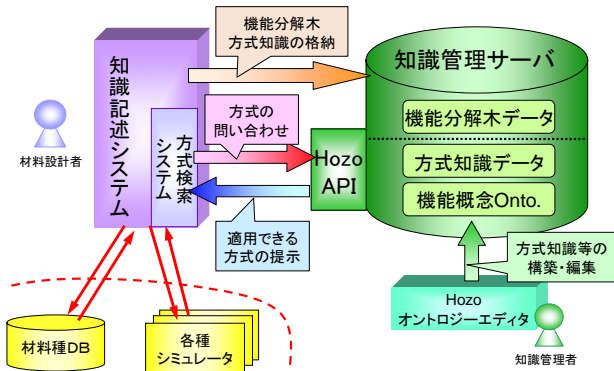 機能分解木
方式知識の格納
知識管理サーバ
知識記述システム
方式検索
システム
方式の
問い合わせ
Hozo
API
機能分解木データ
方式知識データ
機能概念Onto.
材料設計者
適用できる
方式の提示
方式知識等の
構築・編集
Hozo
オントロジーエディタ
知識管理者
材料種DB
各種
シミュレータ